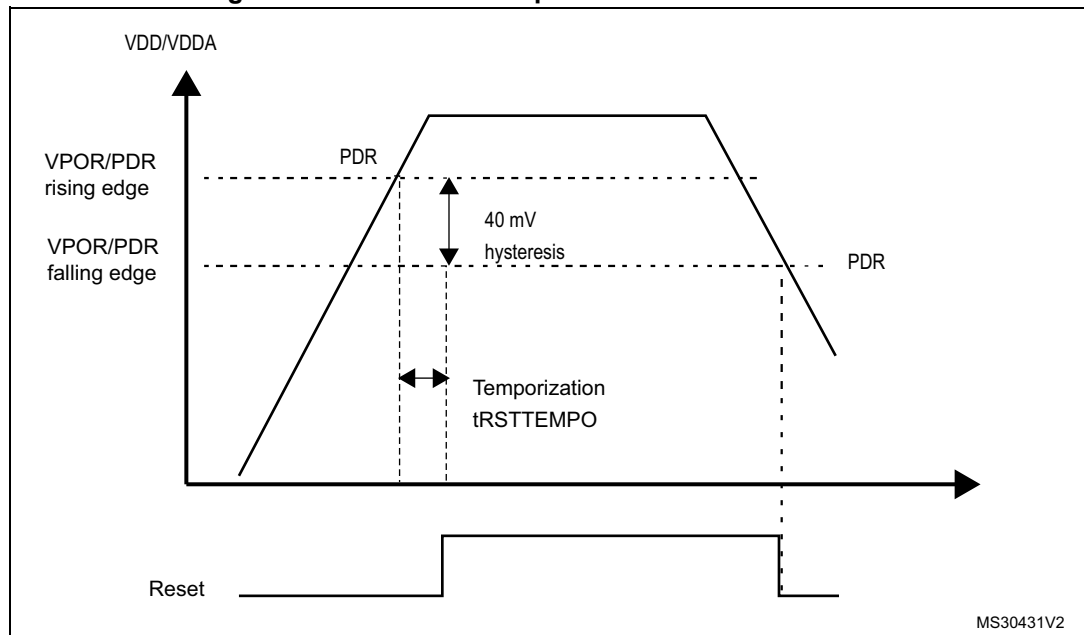 VDD/VDDA
VPOR/PDR
rising edge
PDR
40 mV
hysteresis
VPOR/PDR
falling edge
PDR
Temporization
tRSTTEMPO
Reset
MS30431V2